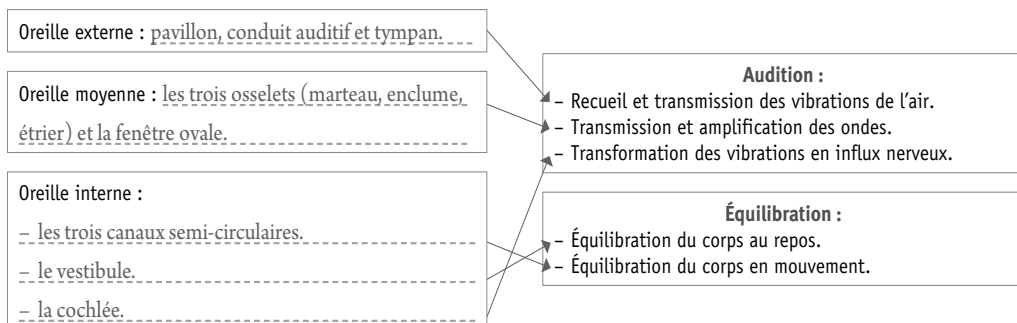 Oreille externe : pavillon, conduit auditif et tympan.
Oreille moyenne : les trois osselets (marteau, enclume,
étrier) et la fenêtre ovale.
Oreille interne :
– les trois canaux semi-circulaires.
– le vestibule.
– la cochlée.
Audition :
– Recueil et transmission des vibrations de l’air.
– Transmission et amplification des ondes.
– Transformation des vibrations en influx nerveux.
Équilibration :
– Équilibration du corps au repos.
– Équilibration du corps en mouvement.